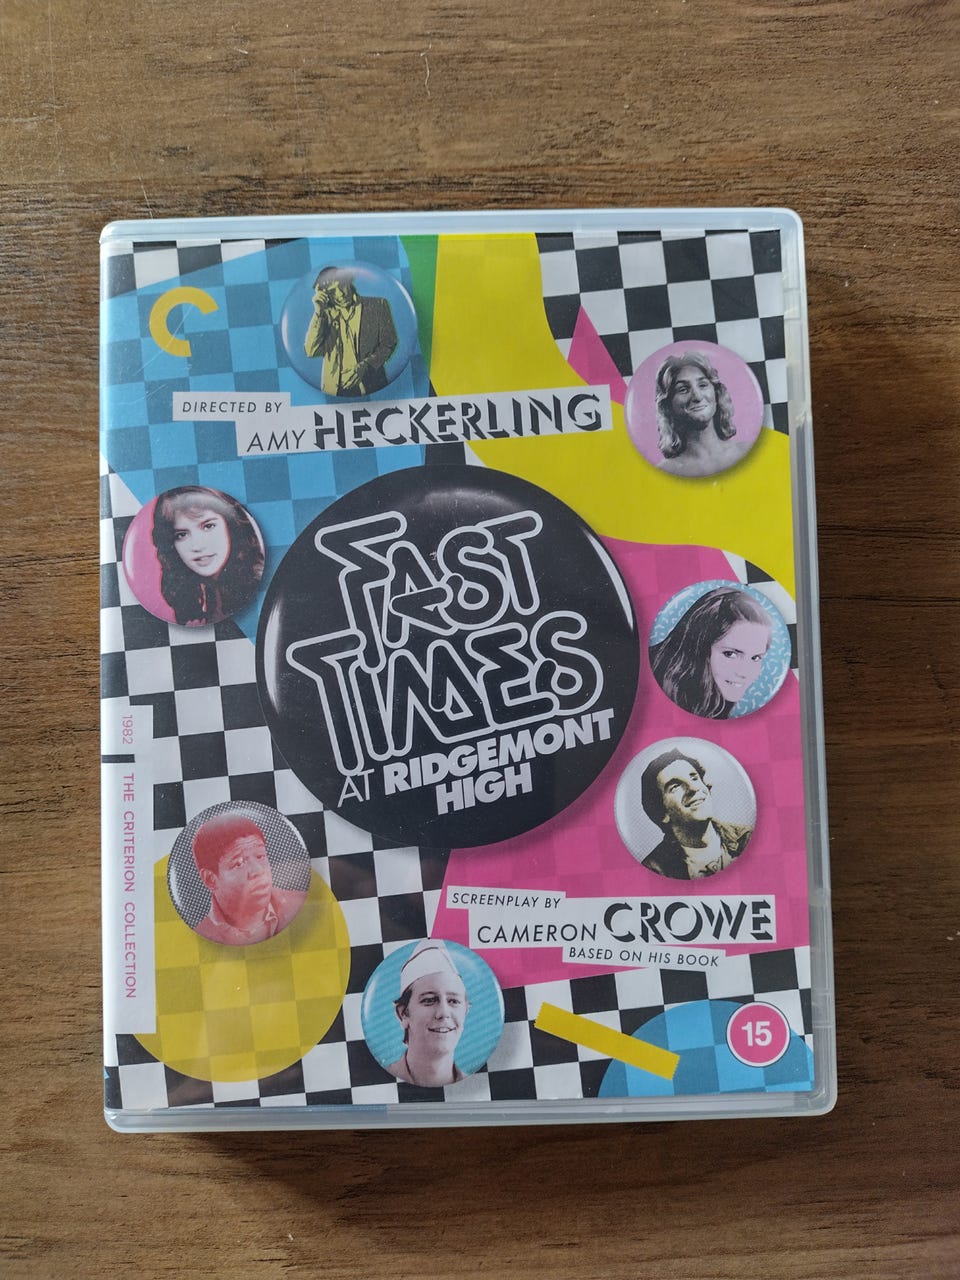 DIRECTED BY
AMY HECKERLING
FAST
TIMES
AT RIDGEMONT
HIGH
1982 THE CRITERION COLLECTION
SCREENPLAY BY
CAMERON CROWE
BASED ON HIS BOOK
15